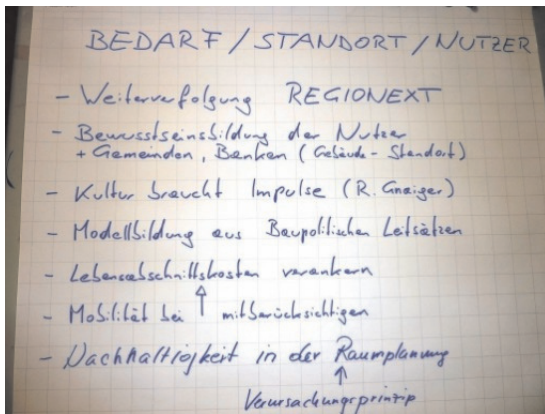 BEDARF / STANDORT / NUTZER
- Weiterverfolgung REGIONEXT
- Bewusstseinsbildung der Nutzer
+ Gemeinden, Banken (Gebäude - Standort)
- Kultur braucht Impulse (R. Gnaiger)
- Modellbildung aus Baupolitischen Leitsätzen
- Lebensabschnittskosten verankern
- Mobilität bei ↑ mitberücksichtigen
- Nachhaltigkeit in der Raumplanung
↑
Verursachungsprinzip